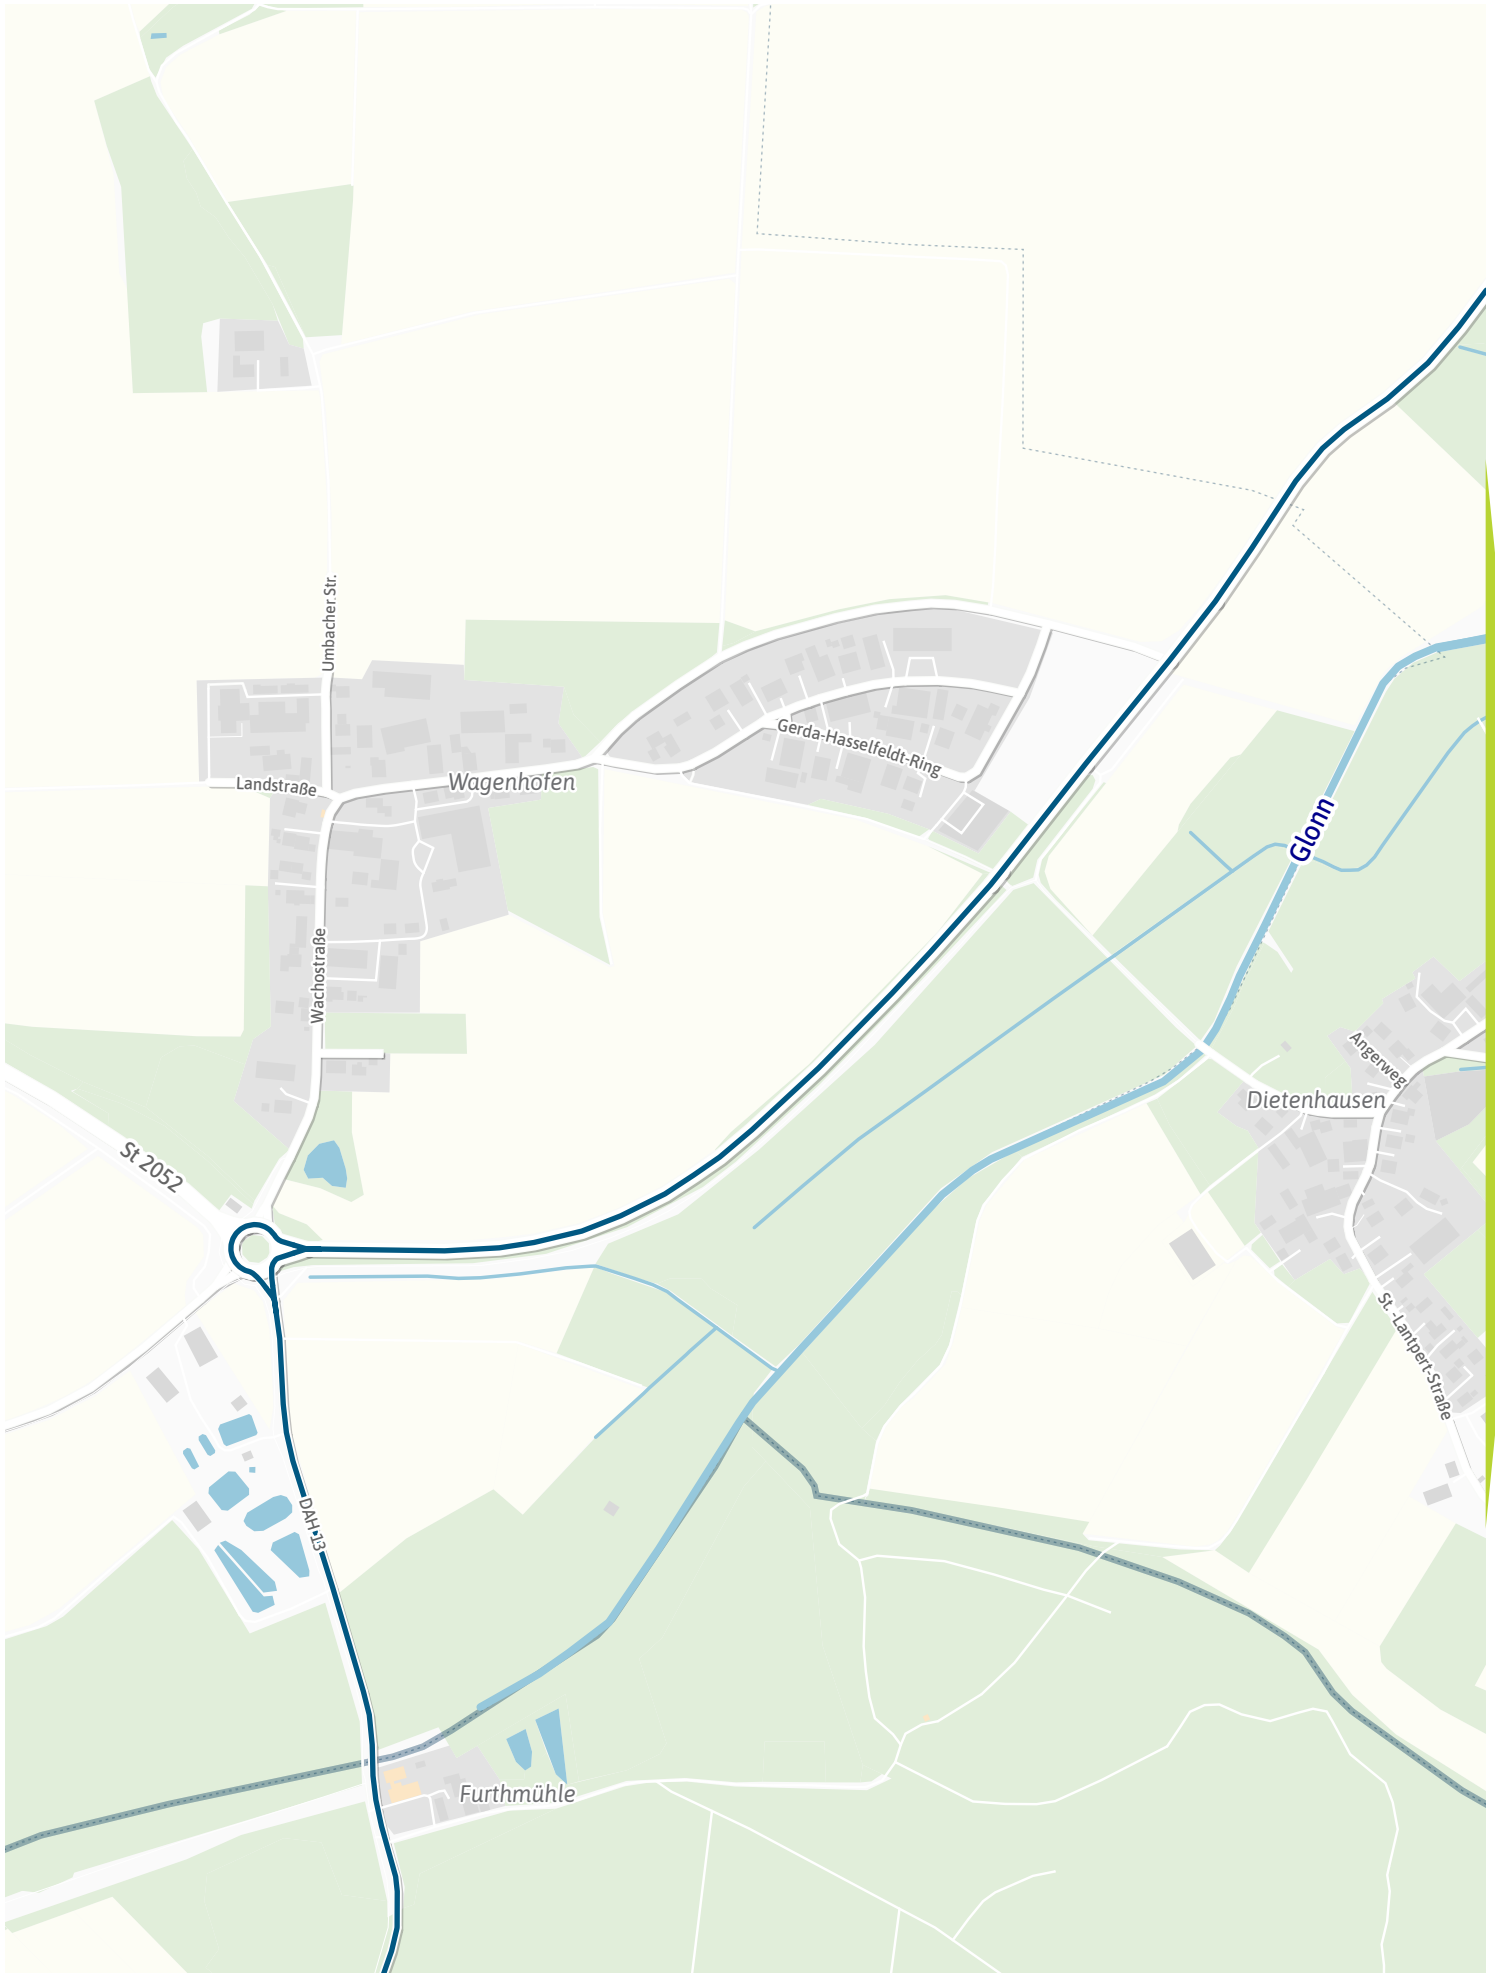 Umbacher Str.
Gerda-Hasselfeldt-Ring
Landstraße
Wagenhofen
Glonn
Wachostraße
Angerweg
Dietenhausen
St 2052
St.-Lantpert-Straße
DAH 13
Furthmühle